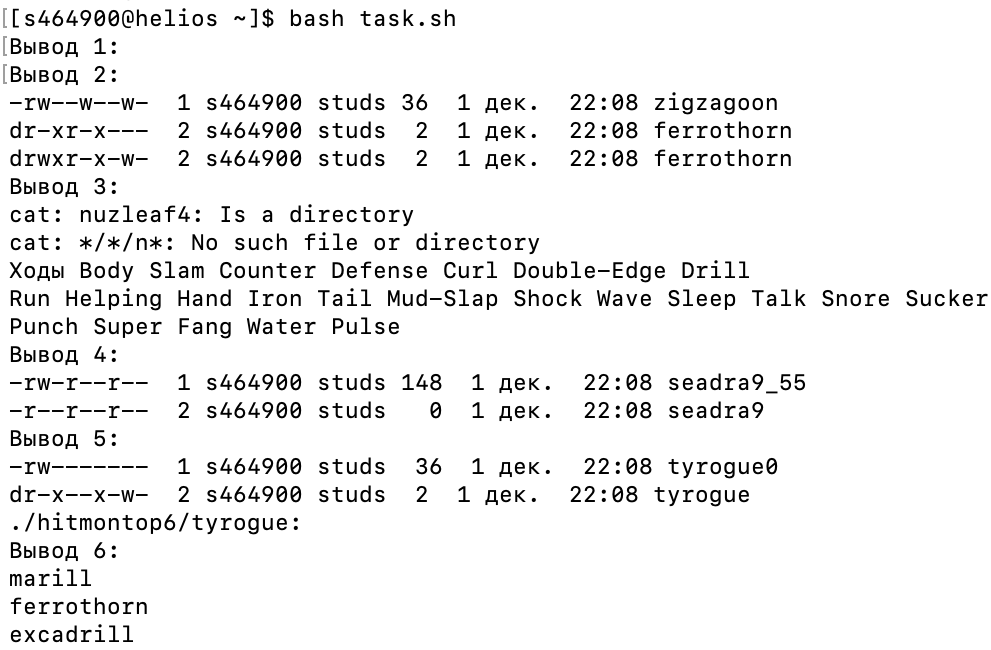 [[s464900@helios ~]$ bash task.sh
[Вывод 1:
[Вывод 2:
-rw--w--w-  1 s464900 studs 36  1 дек.  22:08 zigzagoon
dr-xr-x---  2 s464900 studs  2  1 дек.  22:08 ferrothorn
drwxr-x-w-  2 s464900 studs  2  1 дек.  22:08 ferrothorn
Вывод 3:
cat: nuzleaf4: Is a directory
cat: */*/n*: No such file or directory
Ходы Body Slam Counter Defense Curl Double-Edge Drill
Run Helping Hand Iron Tail Mud-Slap Shock Wave Sleep Talk Snore Sucker
Punch Super Fang Water Pulse
Вывод 4:
-rw-r--r--  1 s464900 studs 148  1 дек.  22:08 seadra9_55
-r--r--r--  2 s464900 studs   0  1 дек.  22:08 seadra9
Вывод 5:
-rw-------  1 s464900 studs  36  1 дек.  22:08 tyrogue0
dr-x--x-w-  2 s464900 studs  2  1 дек.  22:08 tyrogue
./hitmontop6/tyrogue:
Вывод 6:
marill
ferrothorn
excadrill